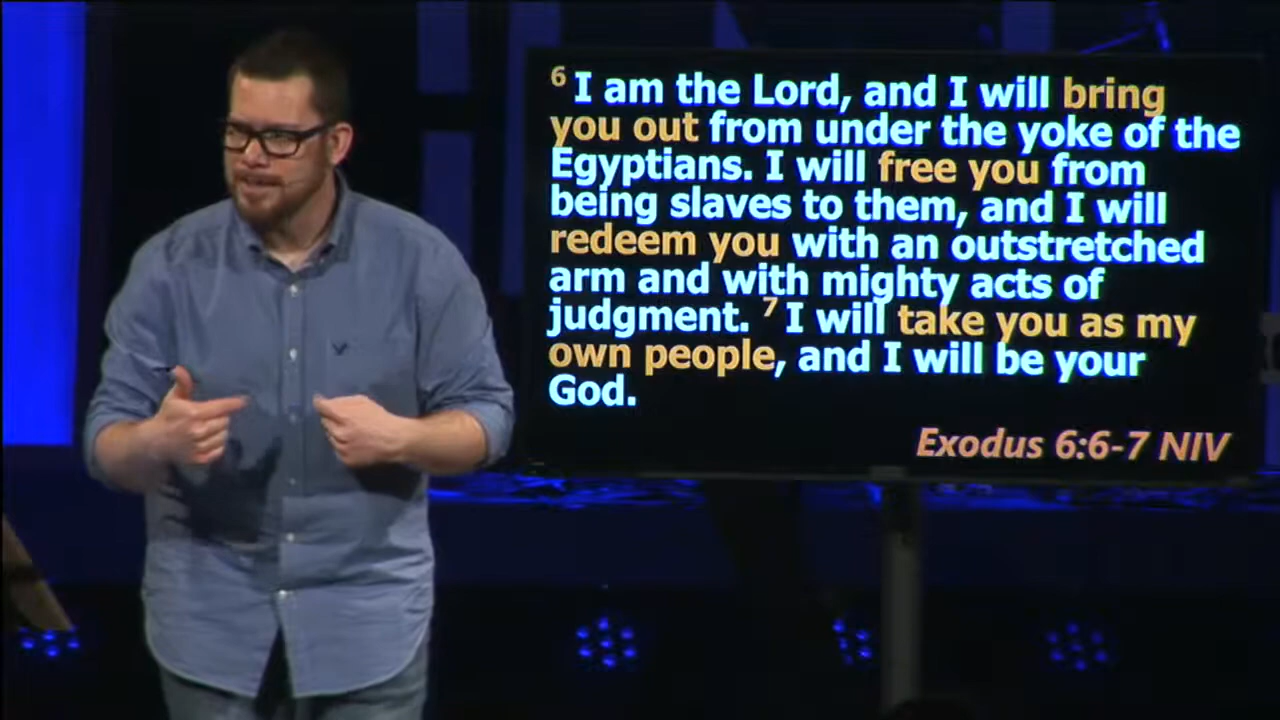 6 I am the Lord, and I will bring
you out from under the yoke of the
Egyptians. I will free you from
being slaves to them, and I will
redeem you with an outstretched
arm and with mighty acts of
judgment. 7 I will take you as my
own people, and I will be your
God.
Exodus 6:6-7 NIV